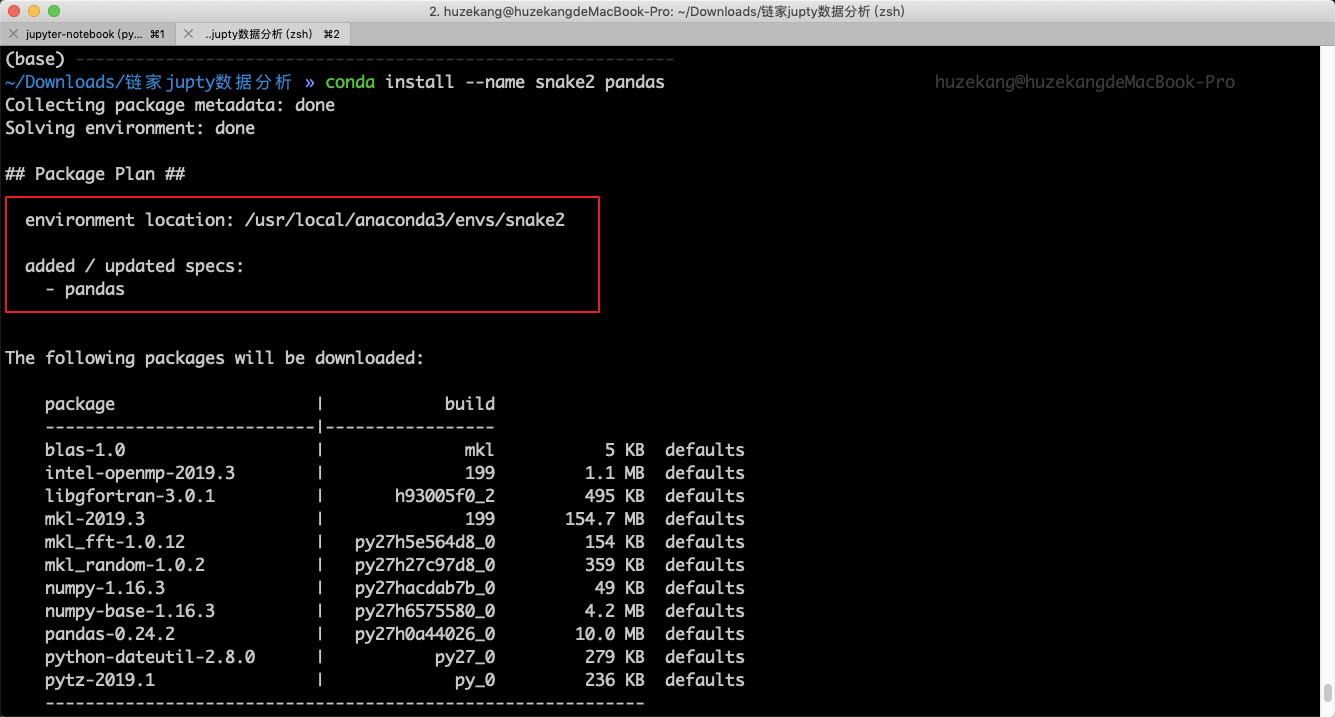 2. huzekang@huzekangdeMacBook-Pro: ~/Downloads/链家jupty数据分析 (zsh)
jupyter-notebook (py... ⌘1 ..jupty数据分析 (zsh) ⌘2
(base) ------------------------------------------------------------
~/Downloads/链家jupty数据分析 » conda install --name snake2 pandas huzekang@huzekangdeMacBook-Pro
Collecting package metadata: done
Solving environment: done
## Package Plan ##
environment location: /usr/local/anaconda3/envs/snake2
added / updated specs:
- pandas
The following packages will be downloaded:
package | build
---------------------------|-----------------
blas-1.0 | mkl 5 KB defaults
intel-openmp-2019.3 | 199 1.1 MB defaults
libgfortran-3.0.1 | h93005f0_2 495 KB defaults
mkl-2019.3 | 199 154.7 MB defaults
mkl_fft-1.0.12 | py27h5e564d8_0 154 KB defaults
mkl_random-1.0.2 | py27h27c97d8_0 359 KB defaults
numpy-1.16.3 | py27hacdab7b_0 49 KB defaults
numpy-base-1.16.3 | py27h6575580_0 4.2 MB defaults
pandas-0.24.2 | py27h0a44026_0 10.0 MB defaults
python-dateutil-2.8.0 | py27_0 279 KB defaults
pytz-2019.1 | py_0 236 KB defaults
------------------------------------------------------------